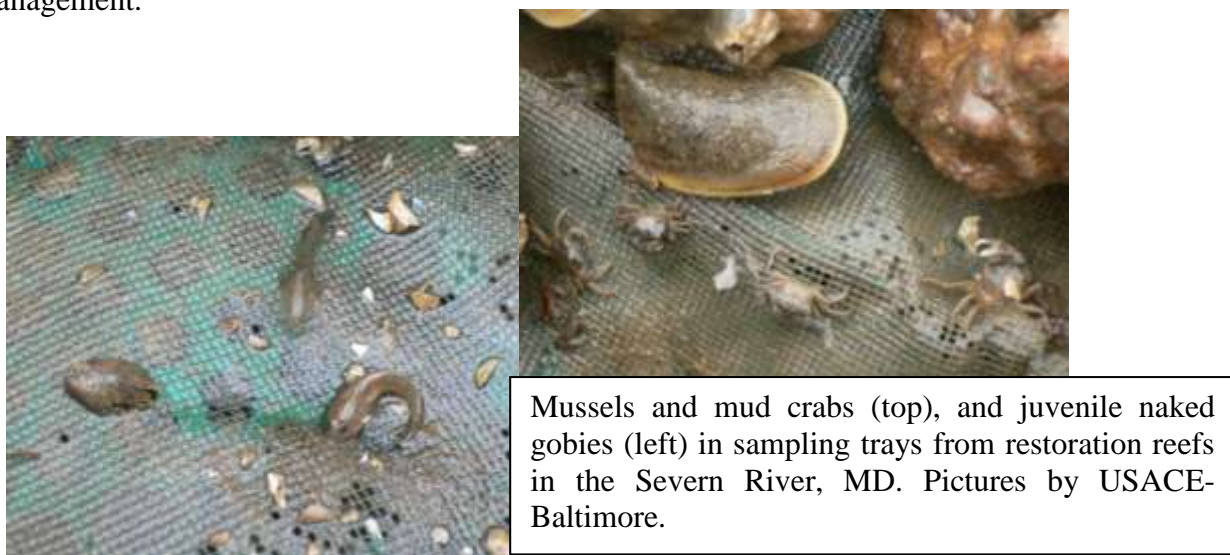 anagement.
Mussels and mud crabs (top), and juvenile naked
gobies (left) in sampling trays from restoration reefs
in the Severn River, MD. Pictures by USACE-
Baltimore.